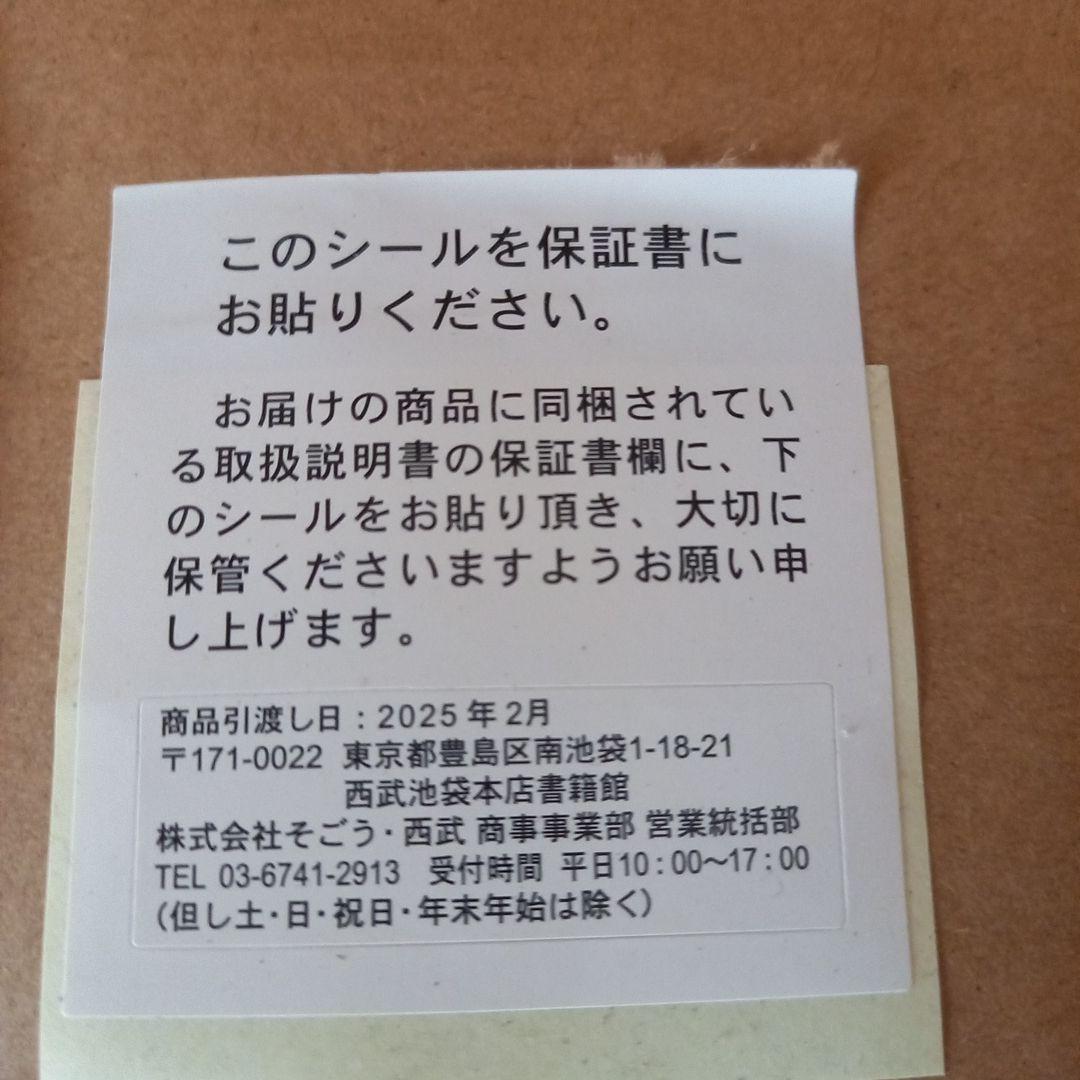 このシールを保証書に
お貼りください。
お届けの商品に同梱されてい
る取扱説明書の保証書欄に、下
のシールをお貼り頂き、大切に
保管くださいますようお願い申
し上げます。
商品引渡し日：2025年2月
〒171-0022 東京都豊島区南池袋1-18-21
西武池袋本店書籍館
株式会社そごう・西武 商事事業部 営業統括部
TEL 03-6741-2913 受付時間 平日10：00〜17：00
（但し土・日・祝日・年末年始は除く）